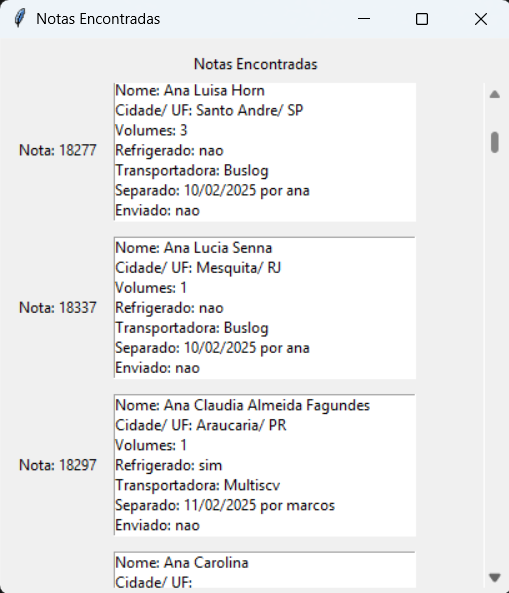 Notas Encontradas
Notas Encontradas
Nota: 18277
Nome: Ana Luisa Horn
Cidade/ UF: Santo Andre/ SP
Volumes: 3
Refrigerado: nao
Transportadora: Buslog
Separado: 10/02/2025 por ana
Enviado: nao
Nota: 18337
Nome: Ana Lucia Senna
Cidade/ UF: Mesquita/ RJ
Volumes: 1
Refrigerado: nao
Transportadora: Buslog
Separado: 10/02/2025 por ana
Enviado: nao
Nota: 18297
Nome: Ana Claudia Almeida Fagundes
Cidade/ UF: Araucaria/ PR
Volumes: 1
Refrigerado: sim
Transportadora: Multiscv
Separado: 11/02/2025 por marcos
Enviado: nao
Nome: Ana Carolina
Cidade/ UF: